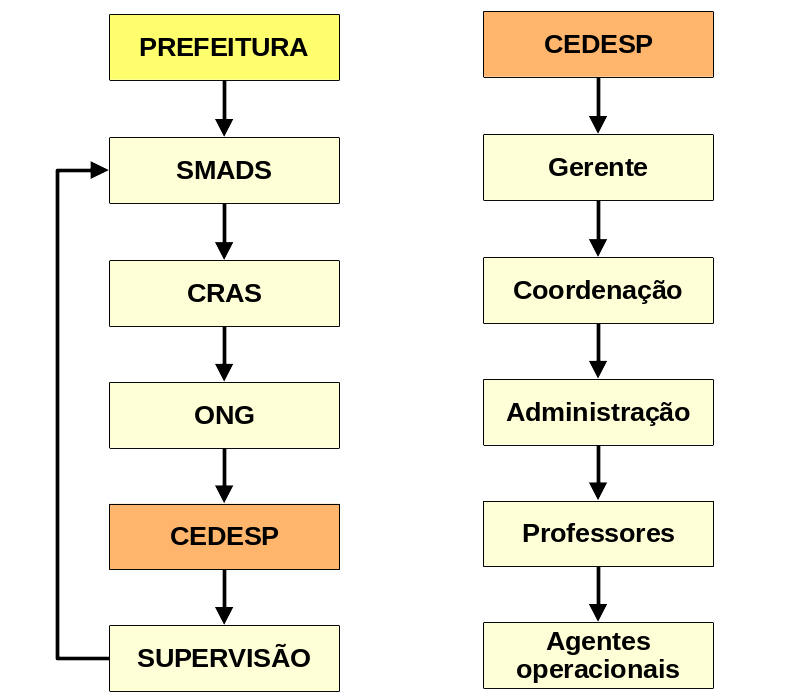 PREFEITURA
SMADS
CRAS
ONG
CEDESP
SUPERVISÃO
CEDESP
Gerente
Coordenação
Administração
Professores
Agentes
operacionais